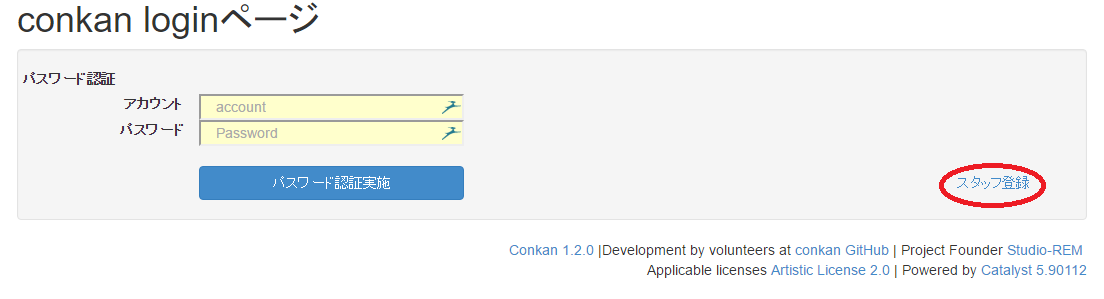 conkan loginページ
パスワード認証
アカウント
account
パスワード
Password
パスワード認証実施
スタッフ登録
Conkan 1.2.0 |Development by volunteers at conkan GitHub | Project Founder Studio-REM
Applicable licenses Artistic License 2.0 | Powered by Catalyst 5.90112